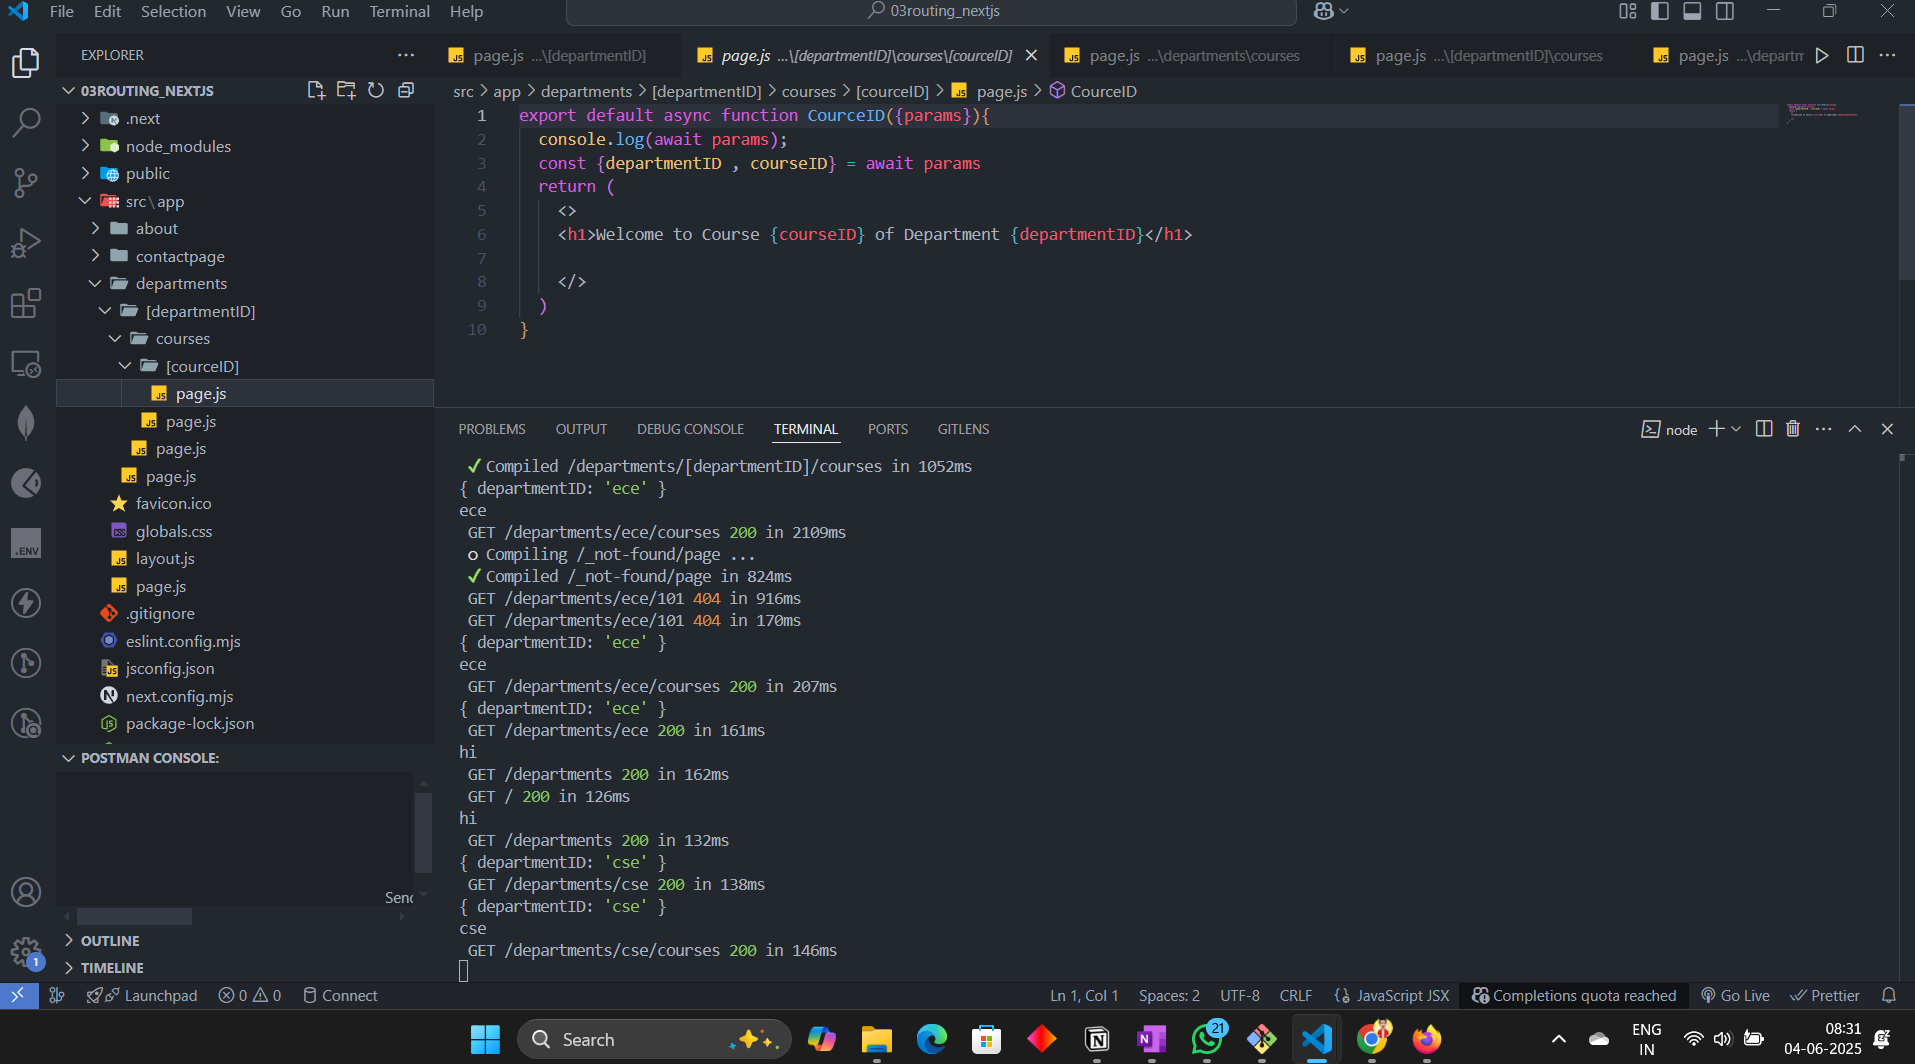 File Edit Selection View Go Run Terminal Help
03routing_nextjs
EXPLORER
page.js ...\[departmentID]
page.js ...\[departmentID]\courses\[courceID]
page.js ...\departments\courses
page.js ...\[departmentID]\courses
page.js ...\departm
03ROUTING_NEXTJS
src > app > departments > [departmentID] > courses > [courceID] > page.js > CourceID
.next
node_modules
public
src\app
about
contactpage
departments
[departmentID]
courses
[courceID]
page.js
page.js
page.js
page.js
favicon.ico
globals.css
layout.js
page.js
.gitignore
eslint.config.mjs
jsconfig.json
next.config.mjs
package-lock.json
POSTMAN CONSOLE:
Send
OUTLINE
TIMELINE
1 export default async function CourceID({params}){
2 console.log(await params);
3 const {departmentID , courseID} = await params
4 return (
5 <>
6 <h1>Welcome to Course {courseID} of Department {departmentID}</h1>
7
8 </>
9 )
10 }
PROBLEMS OUTPUT DEBUG CONSOLE TERMINAL PORTS GITLENS
node
✓ Compiled /departments/[departmentID]/courses in 1052ms
{ departmentID: 'ece' }
ece
GET /departments/ece/courses 200 in 2109ms
○ Compiling /_not-found/page ...
✓ Compiled /_not-found/page in 824ms
GET /departments/ece/101 404 in 916ms
GET /departments/ece/101 404 in 170ms
{ departmentID: 'ece' }
ece
GET /departments/ece/courses 200 in 207ms
{ departmentID: 'ece' }
GET /departments/ece 200 in 161ms
hi
GET /departments 200 in 162ms
GET / 200 in 126ms
hi
GET /departments 200 in 132ms
{ departmentID: 'cse' }
GET /departments/cse 200 in 138ms
{ departmentID: 'cse' }
cse
GET /departments/cse/courses 200 in 146ms
.ENV
1
Launchpad
0 0
Connect
Ln 1, Col 1
Spaces: 2
UTF-8
CRLF
JavaScript JSX
Completions quota reached
Go Live
Prettier
Search
21
ENG
IN
08:31
04-06-2025